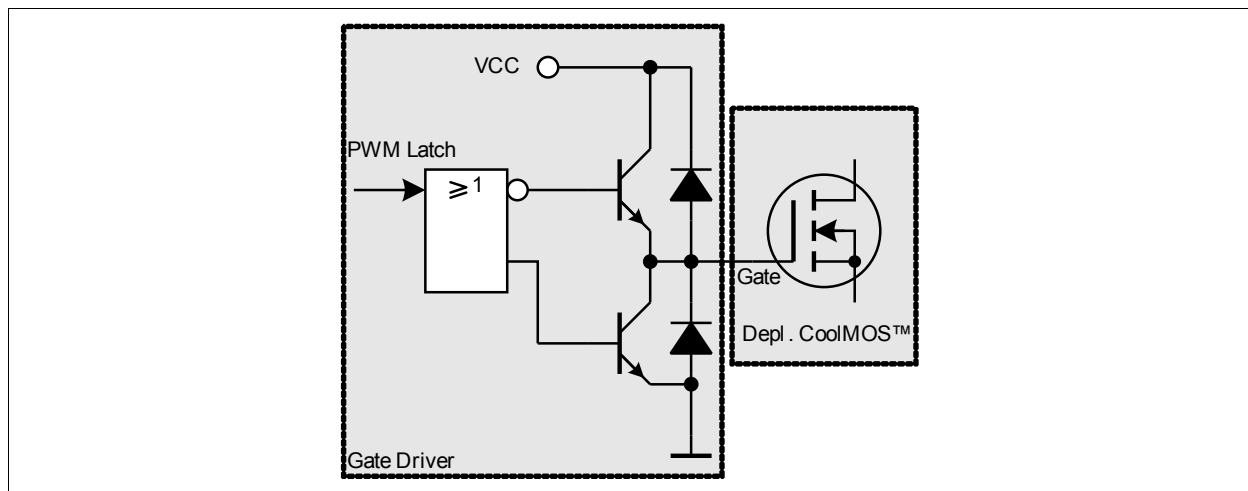 VCC
PWM Latch
≥1
Gate
Depl. CoolMOS™
Gate Driver